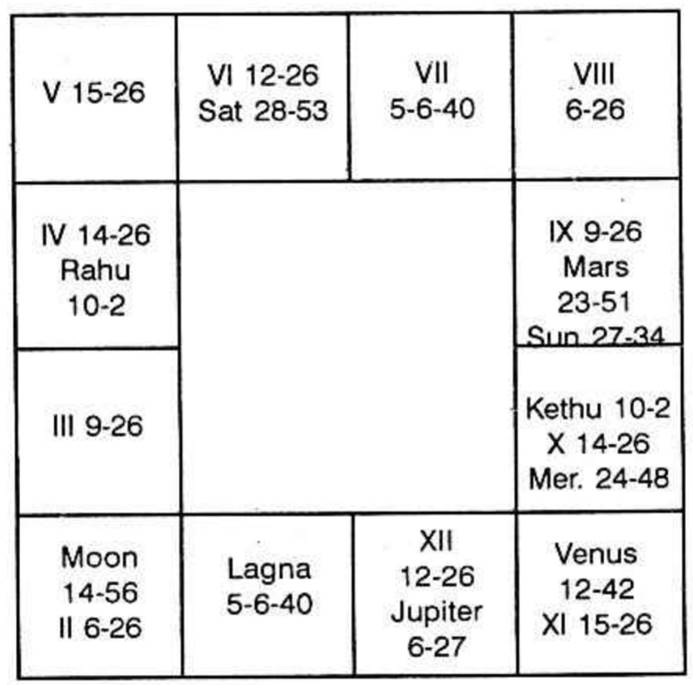 V 15-26
VI 12-26
Sat 28-53
VII
5-6-40
VIII
6-26
IV 14-26
Rahu
10-2
IX 9-26
Mars
23-51
Sun 27-34
III 9-26
Kethu 10-2
X 14-26
Mer. 24-48
Moon
14-56
II 6-26
Lagna
5-6-40
XII
12-26
Jupiter
6-27
Venus
12-42
XI 15-26